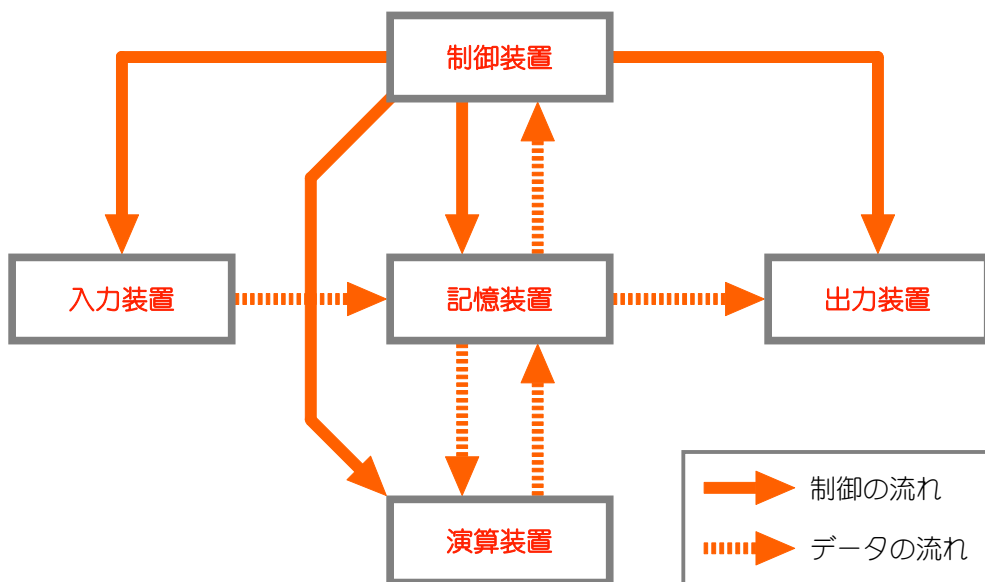 制御装置
入力装置
記憶装置
出力装置
演算装置
制御の流れ
データの流れ